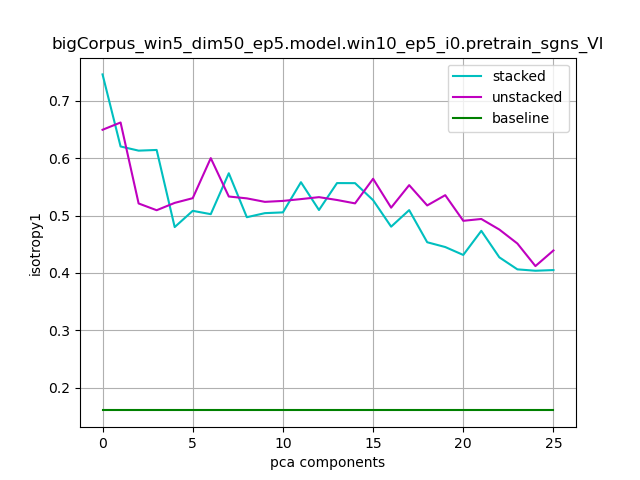 bigCorpus_win5_dim50_ep5.model.win10_ep5_i0.pretrain_sgns_VI
stacked
unstacked
baseline
isotropy1
0.7
0.6
0.5
0.4
0.3
0.2
0 5 10 15 20 25
pca components